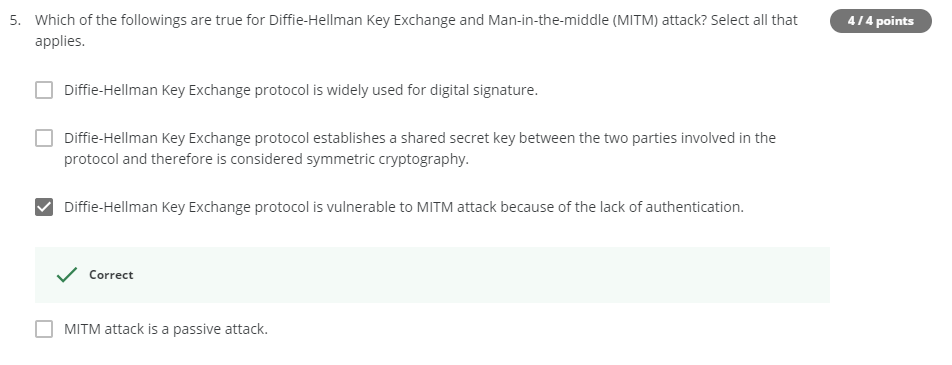 5. Which of the followings are true for Diffie-Hellman Key Exchange and Man-in-the-middle (MITM) attack? Select all that
applies.
4 / 4 points
Diffie-Hellman Key Exchange protocol is widely used for digital signature.
Diffie-Hellman Key Exchange protocol establishes a shared secret key between the two parties involved in the
protocol and therefore is considered symmetric cryptography.
Diffie-Hellman Key Exchange protocol is vulnerable to MITM attack because of the lack of authentication.
Correct
MITM attack is a passive attack.